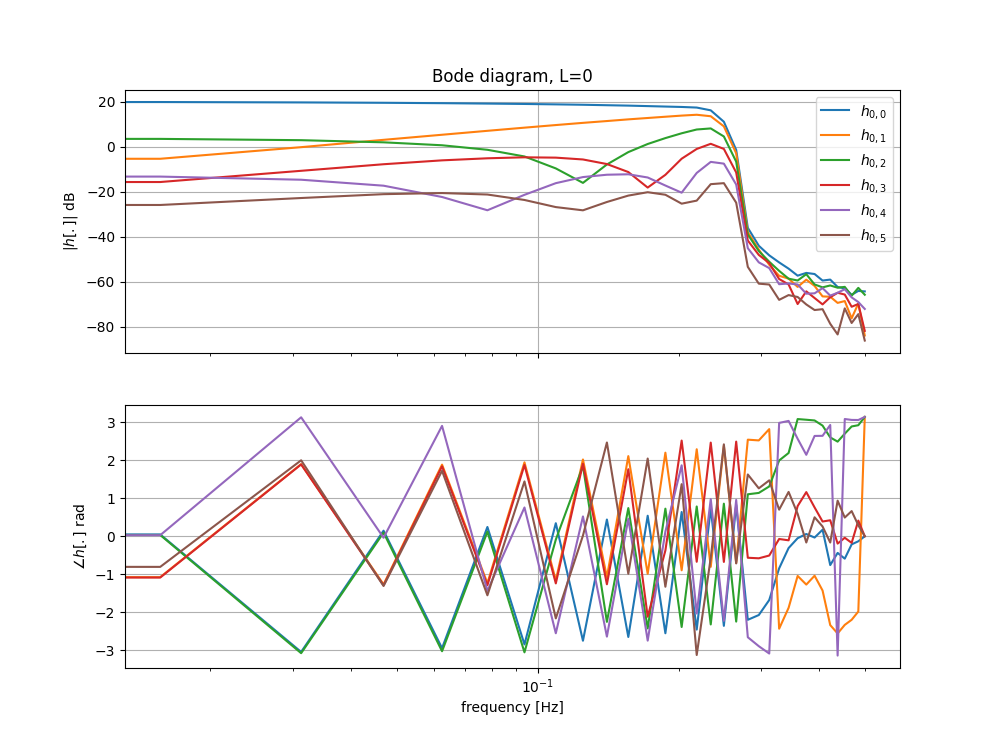 Bode diagram, L=0
|h[.]| dB
20
0
−20
−40
−60
−80
h0,0
h0,1
h0,2
h0,3
h0,4
h0,5
∠h[.] rad
3
2
1
0
−1
−2
−3
10−1
frequency [Hz]